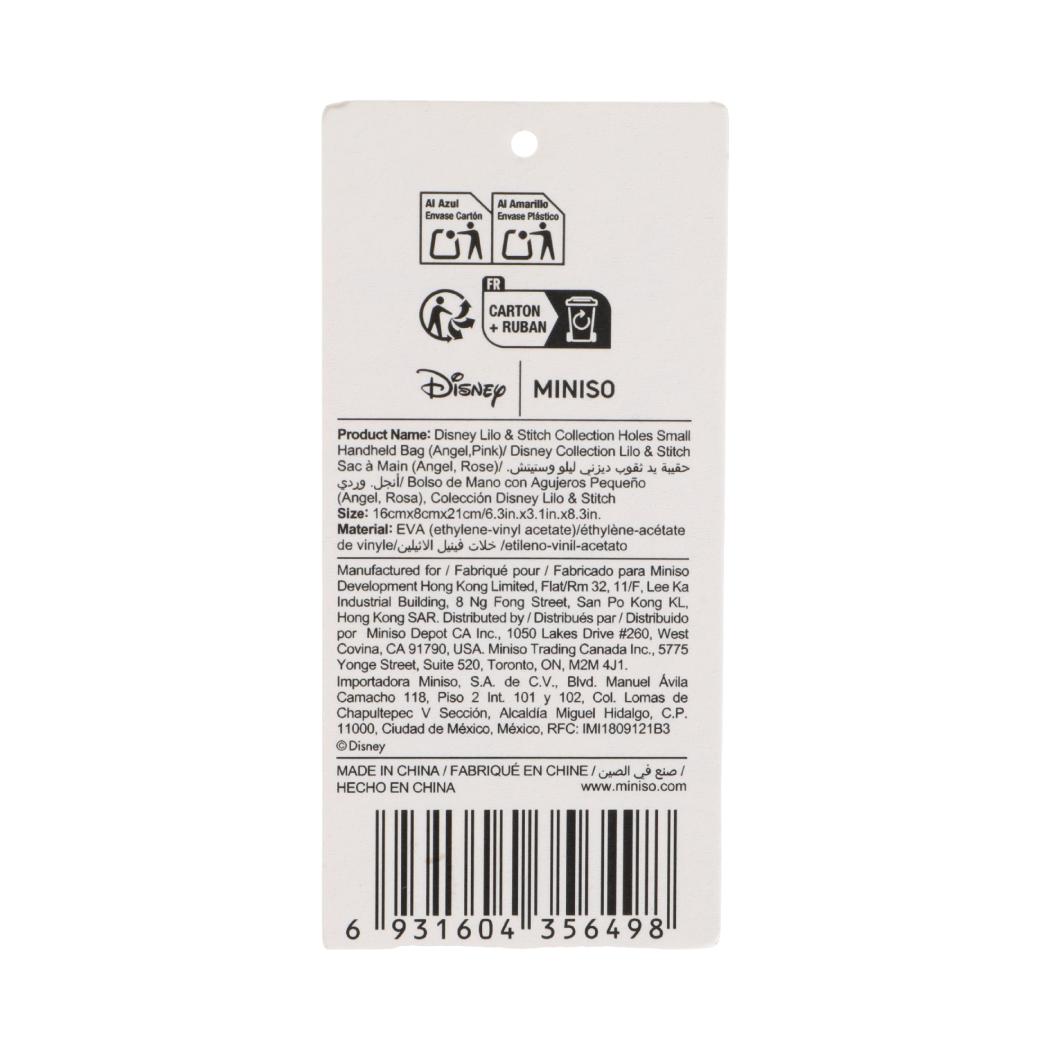 Al Azul
Envase Cartón
Al Amarillo
Envase Plástico
FR
CARTON
+ RUBAN
Disney
MINISO
Product Name: Disney Lilo & Stitch Collection Holes Small
Handheld Bag (Angel,Pink)/ Disney Collection Lilo & Stitch
Sac à Main (Angel, Rose)/ حقيبة يد ثقوب ديزني ليلو وستيتش.
أنجل. وردي/ Bolso de Mano con Agujeros Pequeño
(Angel, Rosa), Colección Disney Lilo & Stitch
Size: 16cmx8cmx21cm/6.3in.x3.1in.x8.3in.
Material: EVA (ethylene-vinyl acetate)/éthylène-acétate
de vinyle/خلات فينيل الاثيلين /etileno-vinil-acetato
Manufactured for / Fabriqué pour / Fabricado para Miniso
Development Hong Kong Limited, Flat/Rm 32, 11/F, Lee Ka
Industrial Building, 8 Ng Fong Street, San Po Kong KL,
Hong Kong SAR. Distributed by / Distribués par / Distribuido
por Miniso Depot CA Inc., 1050 Lakes Drive #260, West
Covina, CA 91790, USA. Miniso Trading Canada Inc., 5775
Yonge Street, Suite 520, Toronto, ON, M2M 4J1.
Importadora Miniso, S.A. de C.V., Blvd. Manuel Ávila
Camacho 118, Piso 2 Int. 101 y 102, Col. Lomas de
Chapultepec V Sección, Alcaldía Miguel Hidalgo, C.P.
11000, Ciudad de México, México, RFC: IMI1809121B3
©Disney
MADE IN CHINA / FABRIQUÉ EN CHINE / صنع في الصين /
HECHO EN CHINA www.miniso.com
6 931604 356498